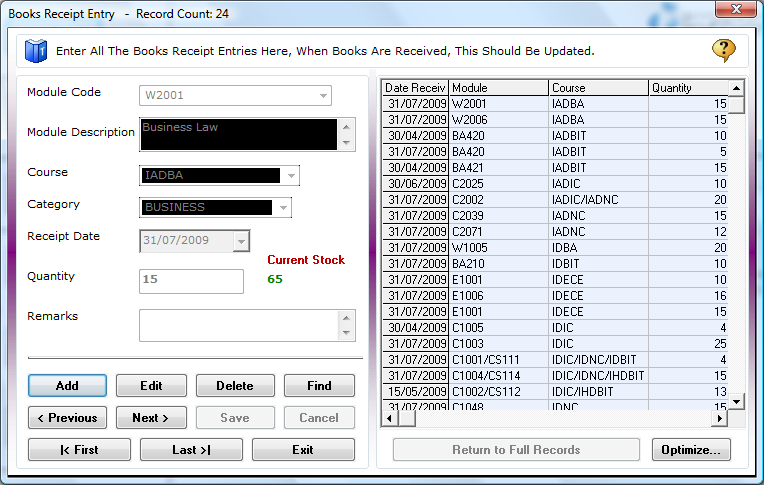 Books Receipt Entry - Record Count: 24
Enter All The Books Receipt Entries Here, When Books Are Received, This Should Be Updated.
Module Code W2001
Module Description Business Law
Course IADBA
Category BUSINESS
Receipt Date 31/07/2009
Current Stock
Quantity 15 65
Remarks
Add Edit Delete Find
< Previous Next > Save Cancel
|< First Last >| Exit
Date Receiv Module Course Quantity
31/07/2009 W2001 IADBA 15
31/07/2009 W2006 IADBA 15
30/04/2009 BA420 IADBIT 10
31/07/2009 BA420 IADBIT 5
30/04/2009 BA421 IADBIT 15
30/06/2009 C2025 IADIC 10
31/07/2009 C2002 IADIC/IADNC 20
31/07/2009 C2039 IADNC 15
31/07/2009 C2071 IADNC 12
31/07/2009 W1005 IDBA 20
31/07/2009 BA210 IDBIT 10
31/07/2009 E1001 IDECE 10
31/07/2009 E1006 IDECE 16
31/07/2009 E1001 IDECE 15
30/04/2009 C1005 IDIC 4
31/07/2009 C1003 IDIC 25
31/07/2009 C1001/CS111 IDIC/IDNC/IDBIT 4
31/07/2009 C1004/CS114 IDIC/IDNC/IHDBIT 15
15/05/2009 C1002/CS112 IDIC/IHDBIT 13
31/07/2009 C1048 IDNC 15
Return to Full Records Optimize...